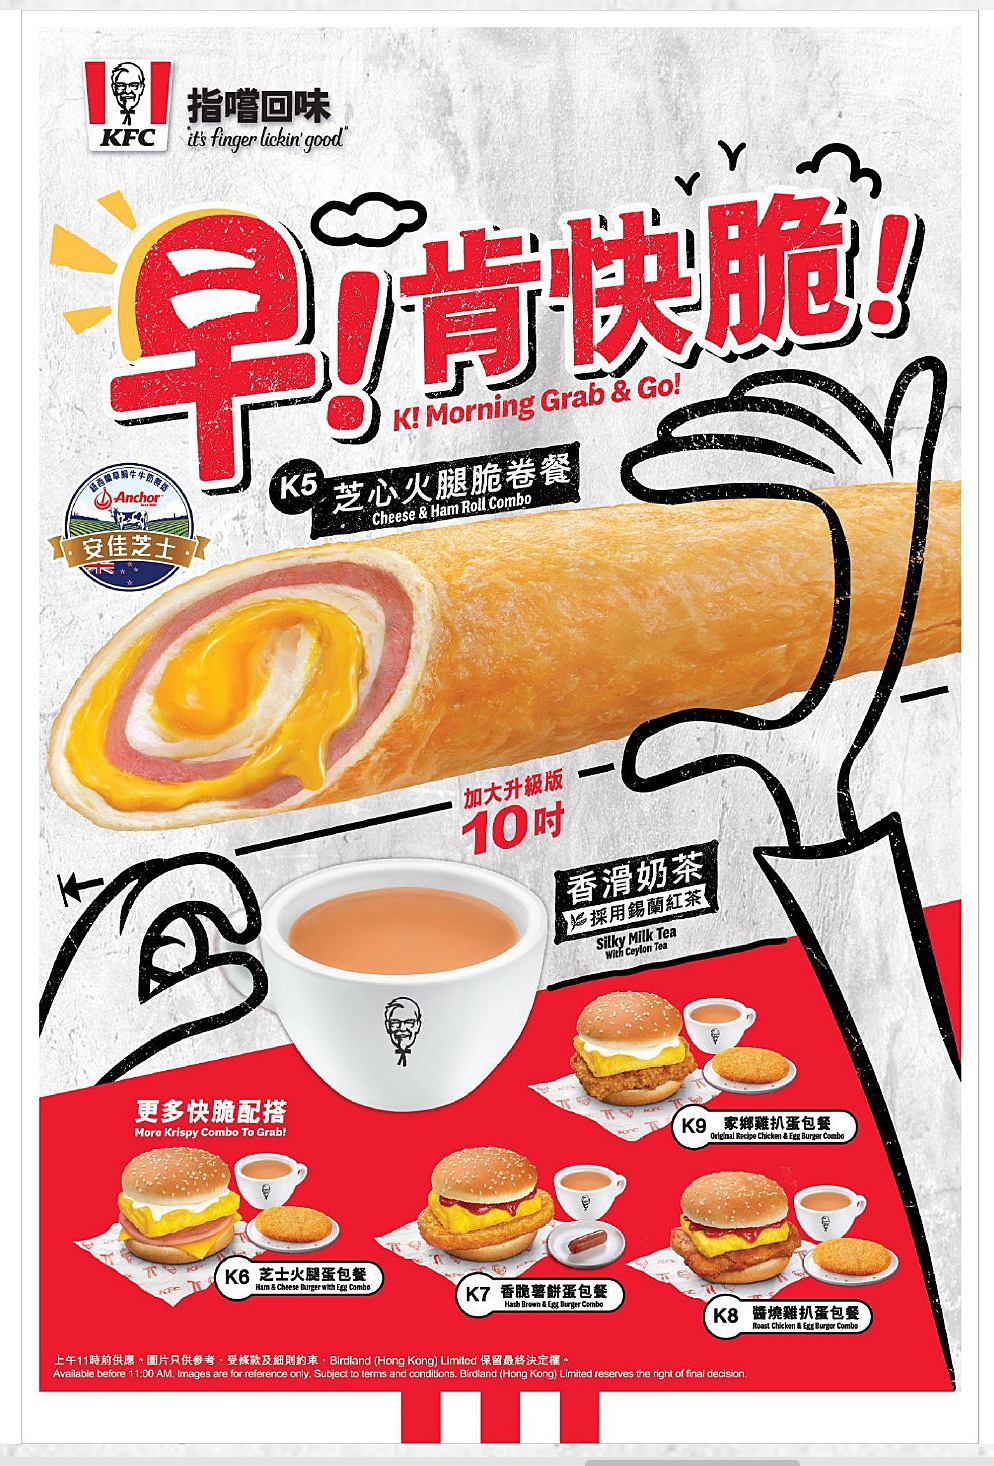 KFC
指嚐回味
"it's finger lickin' good"
早!肯快脆!
K! Morning Grab & Go!
K5 芝心火腿脆卷餐
Cheese & Ham Roll Combo
Anchor
安佳芝士
加大升級版
10吋
香滑奶茶
採用錫蘭紅茶
Silky Milk Tea
With Ceylon Tea
K9 家鄉雞扒蛋包餐
Original Recipe Chicken & Egg Burger Combo
更多快脆配搭
More Krispy Combo To Grab!
K6 芝士火腿蛋包餐
Ham & Cheese Burger with Egg Combo
K7 香脆薯餅蛋包餐
Hash Brown & Egg Burger Combo
K8 醬燒雞扒蛋包餐
Roast Chicken & Egg Burger Combo
上午11時前供應。圖片只供參考。受條款及細則約束。Birdland (Hong Kong) Limited 保留最終決定權。
Available before 11:00 AM. Images are for reference only. Subject to terms and conditions. Birdland (Hong Kong) Limited reserves the right of final decision.